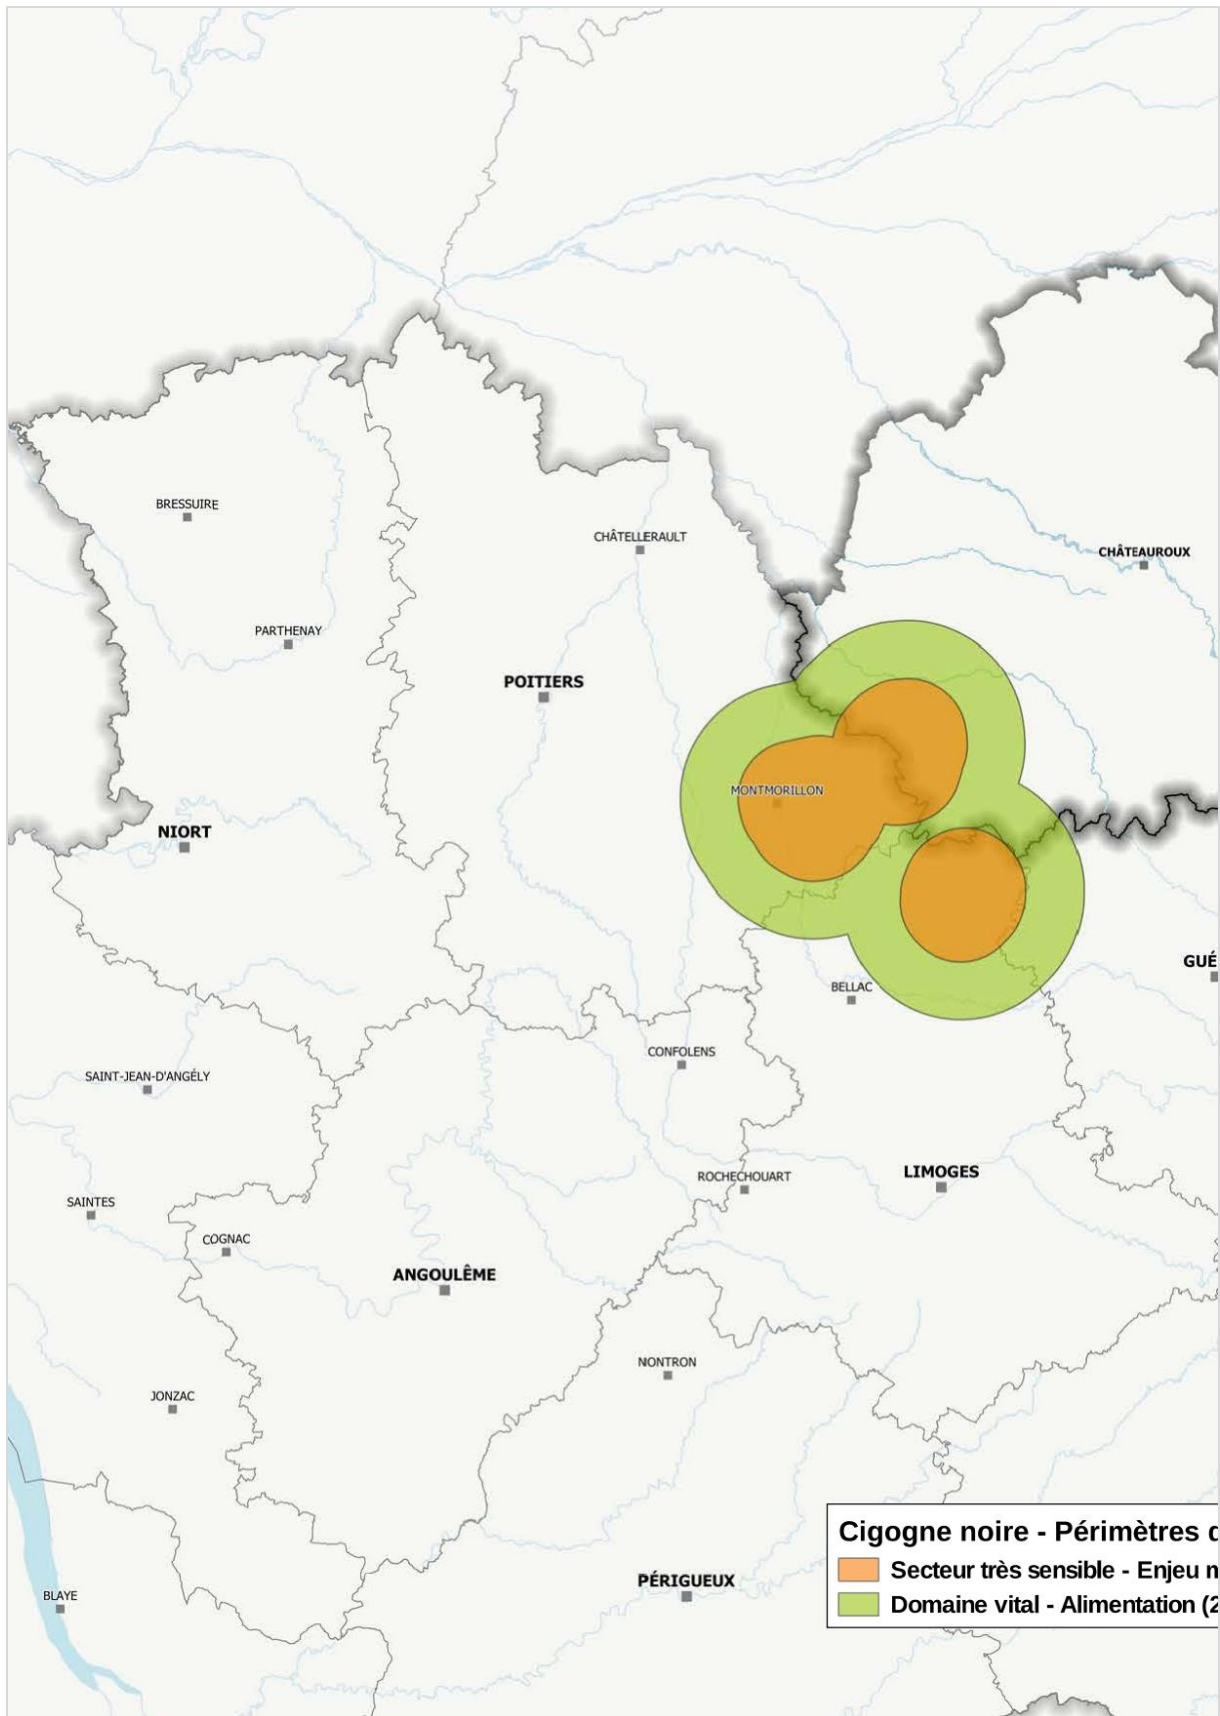 BRESSUIRE
CHÂTELLERAULT
CHÂTEAUROUX
PARTHENAY
POITIERS
MONTMORILLON
NIORT
GUÉ
BELLAC
CONFOLENS
SAINT-JEAN-D'ANGÉLY
LIMOGES
ROCHECHOUART
SAINTES
COGNAC
ANGOULÊME
NONTRON
JONZAC
Cigogne noire - Périmètres d
Secteur très sensible - Enjeu m
PÉRIGUEUX
BLAYE
Domaine vital - Alimentation (2